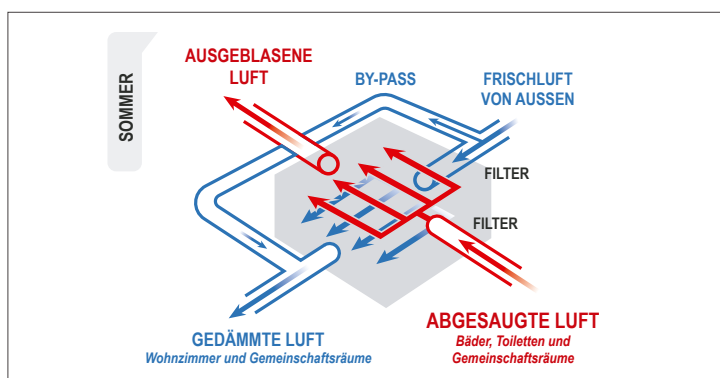 SOMMER
AUSGEBLASENE
LUFT
BY-PASS
FRISCHLUFT
VON AUSSEN
FILTER
FILTER
GEDÄMMTE LUFT
Wohnzimmer und Gemeinschaftsräume
ABGESAUGTE LUFT
Bäder, Toiletten und
Gemeinschaftsräume